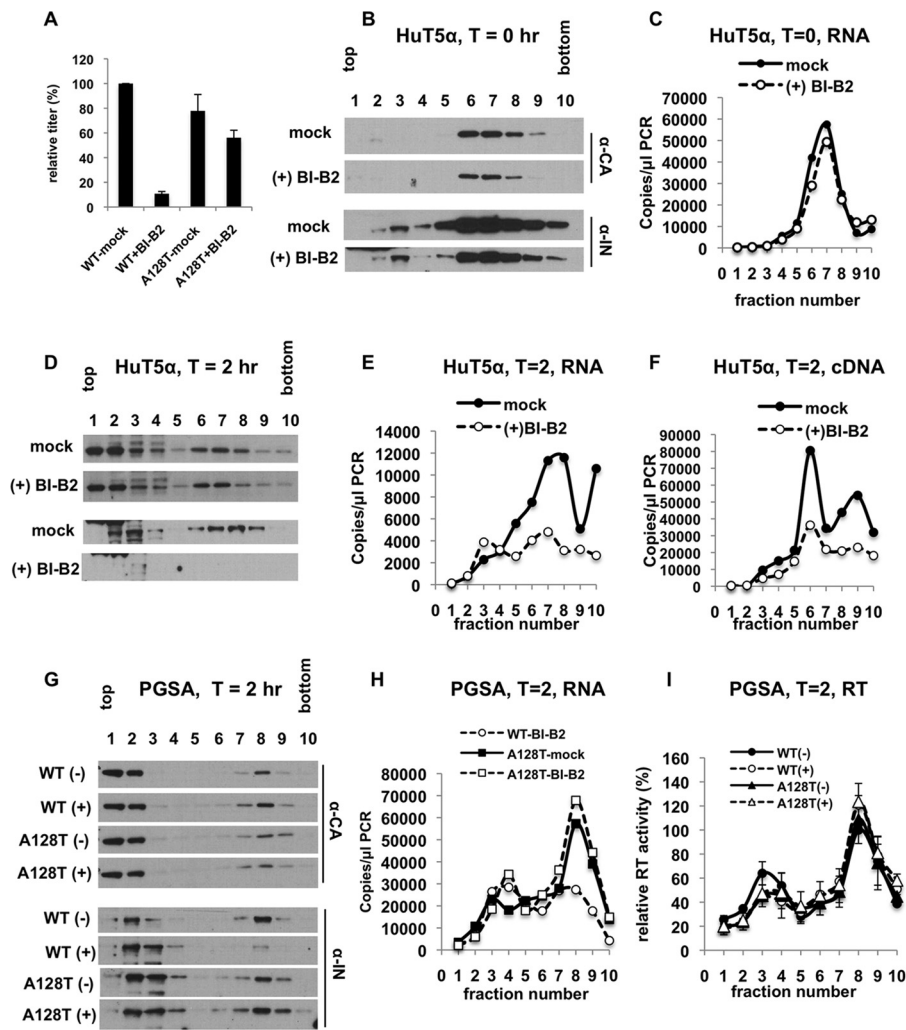 A
relative titer (%)
120
100
80
60
40
20
0
WT-mock
WT+BI-B2
A128T-mock
A128T+BI-B2
B
HuT5α, T = 0 hr
top
bottom
1 2 3 4 5 6 7 8 9 10
mock
(+) BI-B2
mock
(+) BI-B2
α-CA
α-IN
C
HuT5α, T=0, RNA
mock
(+) BI-B2
Copies/µl PCR
70000
60000
50000
40000
30000
20000
10000
0
0 1 2 3 4 5 6 7 8 9 10
fraction number
D
HuT5α, T = 2 hr
top
bottom
1 2 3 4 5 6 7 8 9 10
mock
(+) BI-B2
mock
(+) BI-B2
E
HuT5α, T=2, RNA
mock
(+)BI-B2
Copies/µl PCR
14000
12000
10000
8000
6000
4000
2000
0
0 1 2 3 4 5 6 7 8 9 10
fraction number
F
HuT5α, T=2, cDNA
mock
(+)BI-B2
Copies/µl PCR
90000
80000
70000
60000
50000
40000
30000
20000
10000
0
0 1 2 3 4 5 6 7 8 9 10
fraction number
G
PGSA, T = 2 hr
top
bottom
1 2 3 4 5 6 7 8 9 10
WT (-)
WT (+)
A128T (-)
A128T (+)
α-CA
WT (-)
WT (+)
A128T (-)
A128T (+)
α-IN
H
PGSA, T=2, RNA
WT-BI-B2
A128T-mock
A128T-BI-B2
Copies/µl PCR
80000
70000
60000
50000
40000
30000
20000
10000
0
0 1 2 3 4 5 6 7 8 9 10
fraction number
I
PGSA, T=2, RT
WT(-)
WT(+)
A128T(-)
A128T(+)
relative RT activity (%)
160
140
120
100
80
60
40
20
0
0 1 2 3 4 5 6 7 8 9 10
fraction number